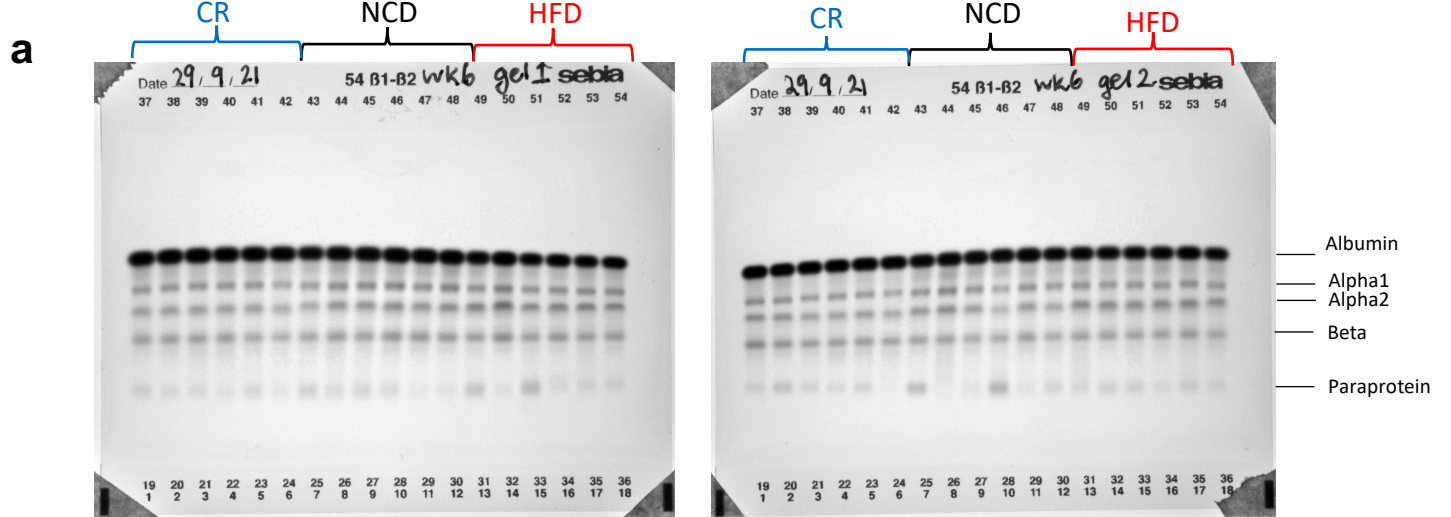 a
CR NCD HFD
Date 29/9/21 54 ß1-ß2 wk6 gel 1 sebia
37 38 39 40 41 42 43 44 45 46 47 48 49 50 51 52 53 54
19 20 21 22 23 24 25 26 27 28 29 30 31 32 33 34 35 36
1 2 3 4 5 6 7 8 9 10 11 12 13 14 15 16 17 18
CR NCD HFD
Date 29/9/21 54 ß1-ß2 wk6 gel 2 sebia
37 38 39 40 41 42 43 44 45 46 47 48 49 50 51 52 53 54
19 20 21 22 23 24 25 26 27 28 29 30 31 32 33 34 35 36
1 2 3 4 5 6 7 8 9 10 11 12 13 14 15 16 17 18
Albumin
Alpha1
Alpha2
Beta
Paraprotein